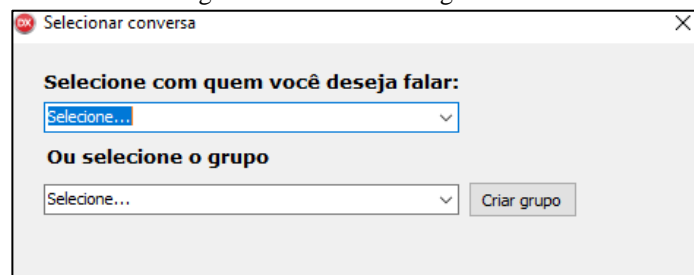 Selecionar conversa
Selecione com quem você deseja falar:
Selecione...
Ou selecione o grupo
Selecione...
Criar grupo